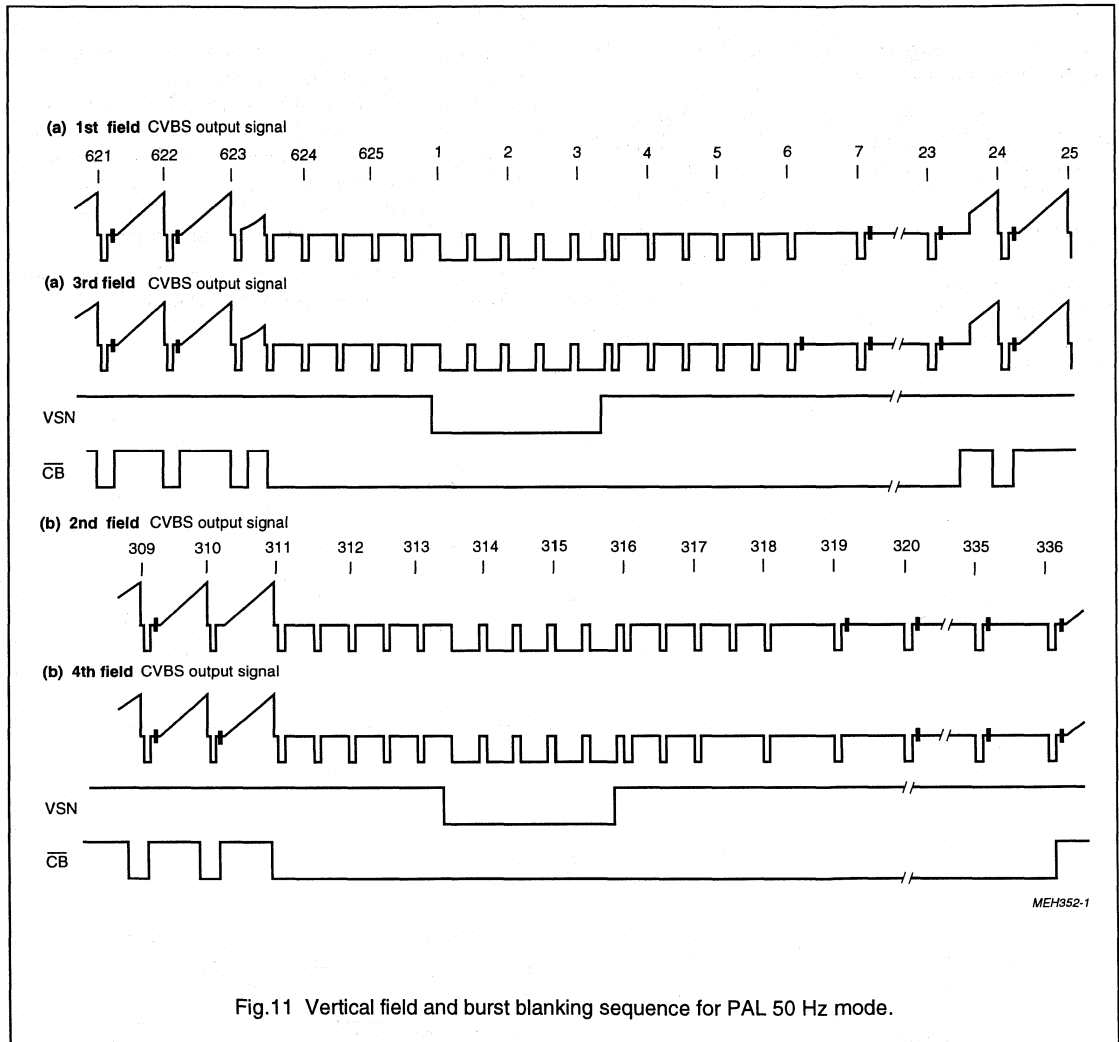 (a) 1st field CVBS output signal
621 622 623 624 625 1 2 3 4 5 6 7 23 24 25
(a) 3rd field CVBS output signal
VSN
CB
(b) 2nd field CVBS output signal
309 310 311 312 313 314 315 316 317 318 319 320 335 336
(b) 4th field CVBS output signal
VSN
CB
MEH352-1
Fig.11 Vertical field and burst blanking sequence for PAL 50 Hz mode.